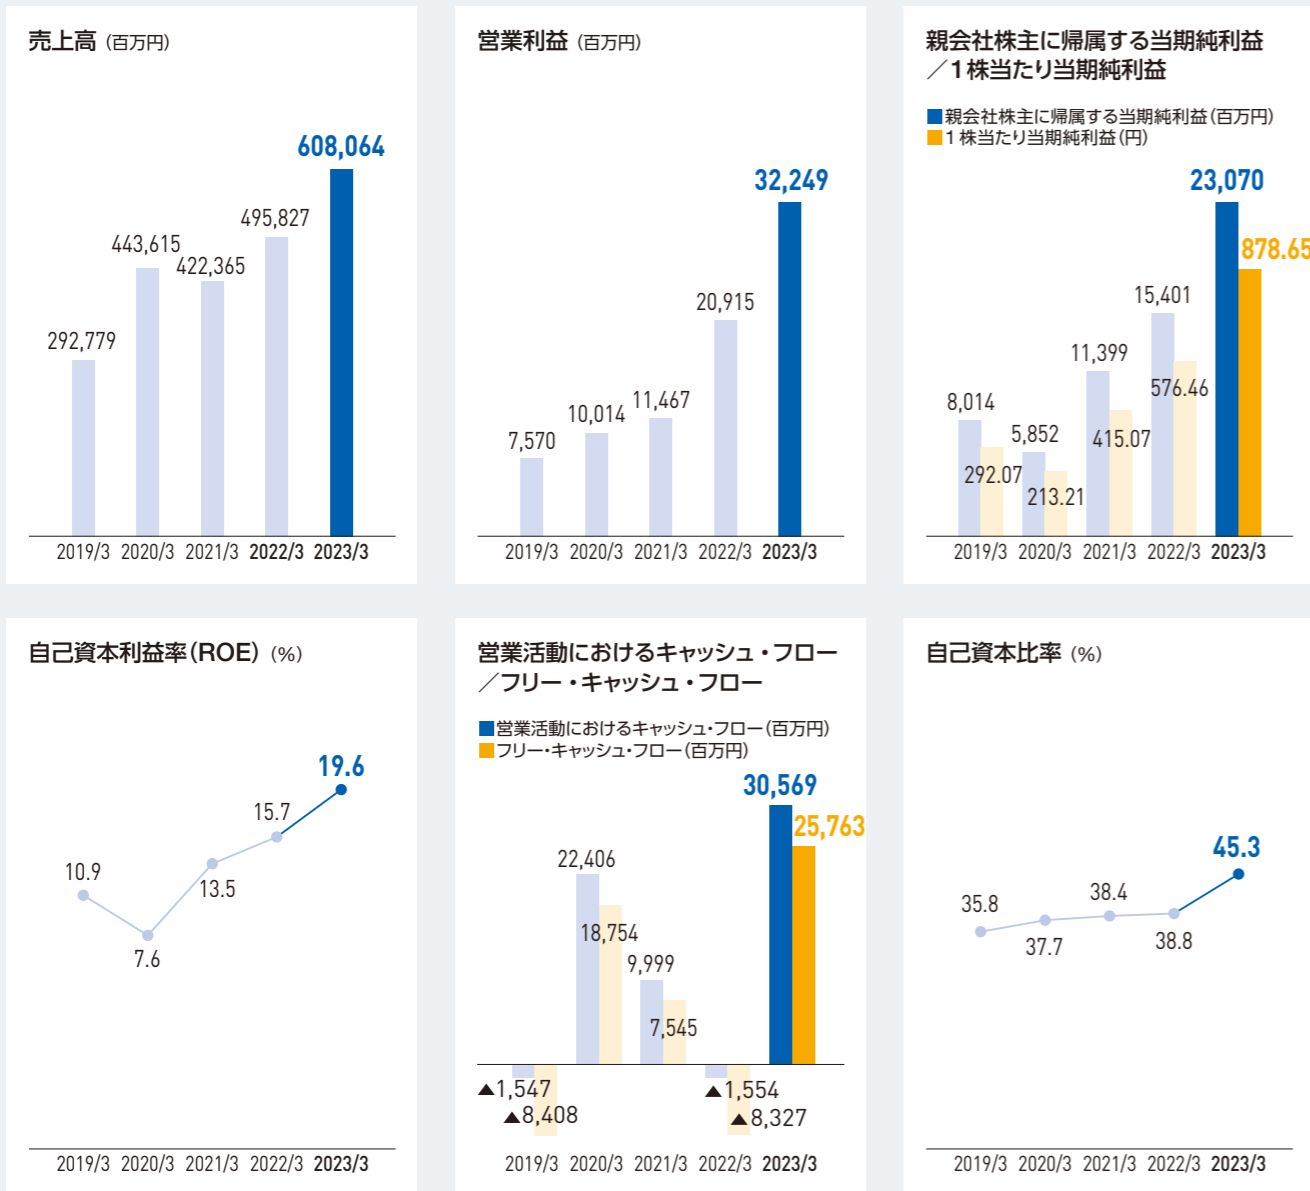 売上高 (百万円)
608,064
495,827
443,615
422,365
292,779
2019/3 2020/3 2021/3 2022/3 2023/3
営業利益 (百万円)
32,249
20,915
11,467
10,014
7,570
2019/3 2020/3 2021/3 2022/3 2023/3
親会社株主に帰属する当期純利益
／1株当たり当期純利益
親会社株主に帰属する当期純利益(百万円)
1株当たり当期純利益(円)
23,070
878.65
15,401
11,399
576.46
8,014
5,852
415.07
292.07
213.21
2019/3 2020/3 2021/3 2022/3 2023/3
自己資本利益率(ROE) (%)
19.6
15.7
10.9
13.5
7.6
2019/3 2020/3 2021/3 2022/3 2023/3
営業活動におけるキャッシュ・フロー
／フリー・キャッシュ・フロー
営業活動におけるキャッシュ・フロー(百万円)
フリー・キャッシュ・フロー(百万円)
30,569
25,763
22,406
18,754
9,999
7,545
▲1,547 ▲1,554
▲8,408 ▲8,327
2019/3 2020/3 2021/3 2022/3 2023/3
自己資本比率 (%)
45.3
38.4
35.8
37.7 38.8
2019/3 2020/3 2021/3 2022/3 2023/3